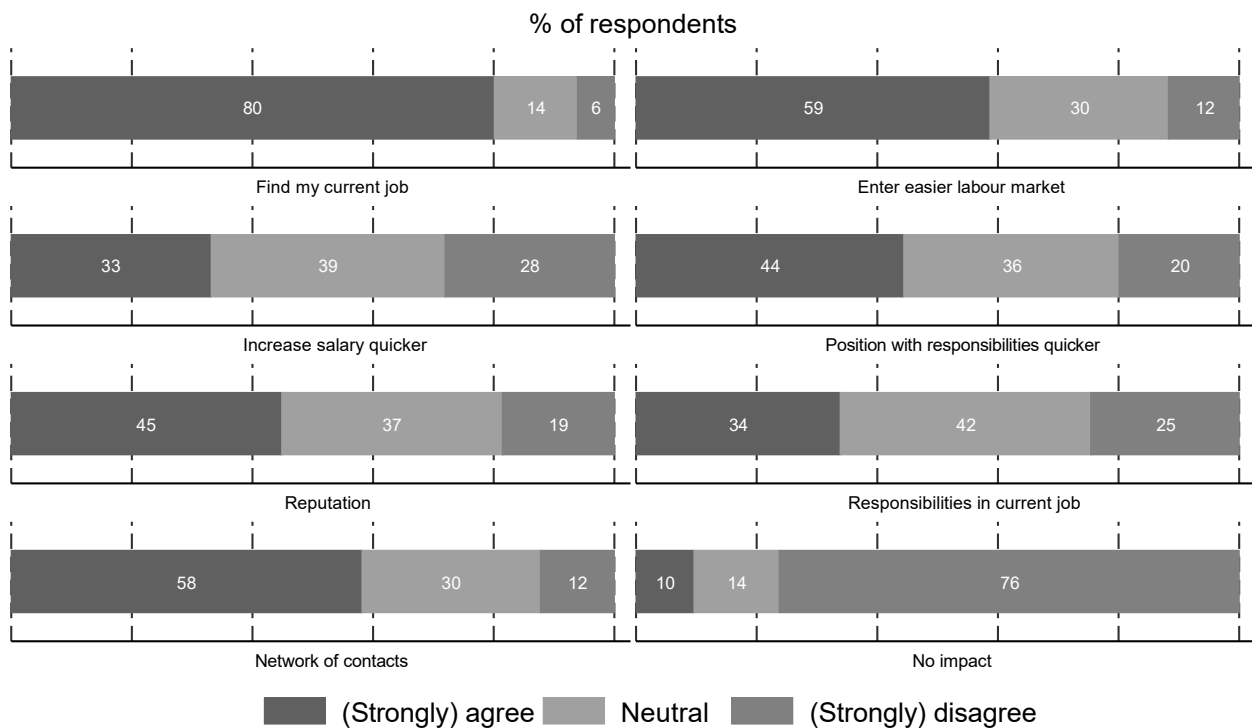 % of respondents
80 14 6
59 30 12
Find my current job
Enter easier labour market
33 39 28
44 36 20
Increase salary quicker
Position with responsibilities quicker
45 37 19
34 42 25
Reputation
Responsibilities in current job
58 30 12
10 14 76
Network of contacts
No impact
(Strongly) agree Neutral (Strongly) disagree